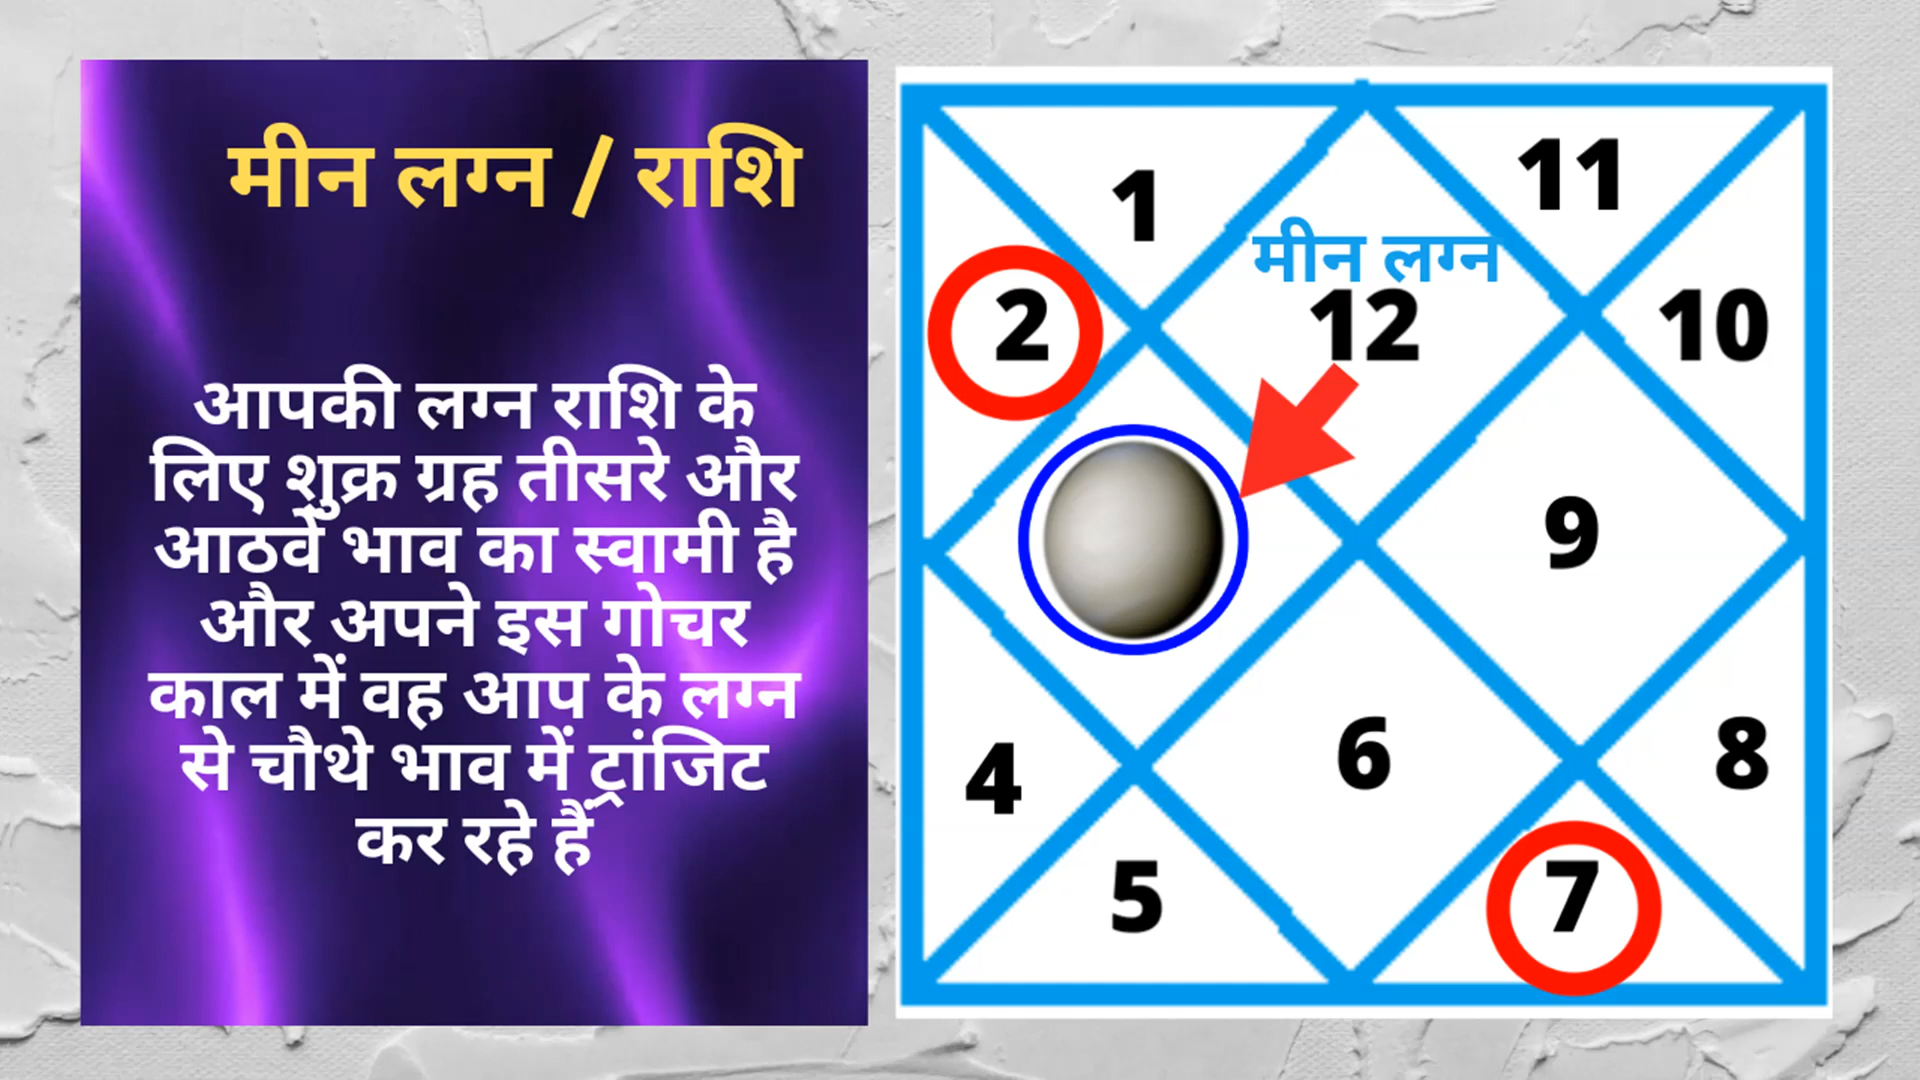 मीन लग्न / राशि
आपकी लग्न राशि के
लिए शुक्र ग्रह तीसरे और
आठवें भाव का स्वामी है
और अपने इस गोचर
काल में वह आप के लग्न
से चौथे भाव में ट्रांजिट
कर रहे हैं
1
11
मीन लग्न
2
12
10
9
4
6
8
5
7